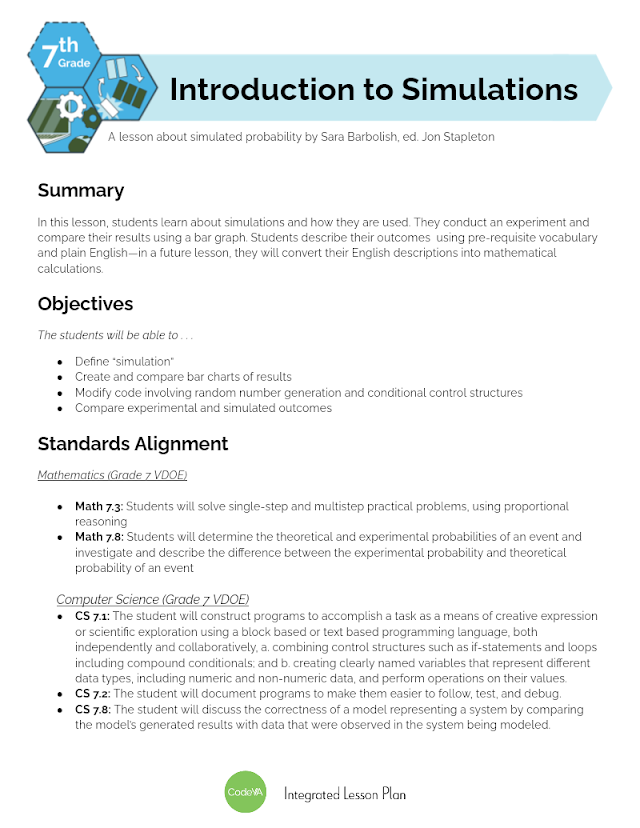 7th
Grade
Introduction to Simulations
A lesson about simulated probability by Sara Barbolish, ed. Jon Stapleton
Summary
In this lesson, students learn about simulations and how they are used. They conduct an experiment and
compare their results using a bar graph. Students describe their outcomes  using pre-requisite vocabulary
and plain English—in a future lesson, they will convert their English descriptions into mathematical
calculations.
Objectives
The students will be able to . . .
● Define “simulation”
● Create and compare bar charts of results
● Modify code involving random number generation and conditional control structures
● Compare experimental and simulated outcomes
Standards Alignment
Mathematics (Grade 7 VDOE)
● Math 7.3: Students will solve single-step and multistep practical problems, using proportional
reasoning
● Math 7.8: Students will determine the theoretical and experimental probabilities of an event and
investigate and describe the difference between the experimental probability and theoretical
probability of an event
Computer Science (Grade 7 VDOE)
● CS 7.1: The student will construct programs to accomplish a task as a means of creative expression
or scientific exploration using a block based or text based programming language, both
independently and collaboratively, a. combining control structures such as if-statements and loops
including compound conditionals; and b. creating clearly named variables that represent different
data types, including numeric and non-numeric data, and perform operations on their values.
● CS 7.2: The student will document programs to make them easier to follow, test, and debug.
● CS 7.8: The student will discuss the correctness of a model representing a system by comparing
the model's generated results with data that were observed in the system being modeled.
CodeVA
Integrated Lesson Plan